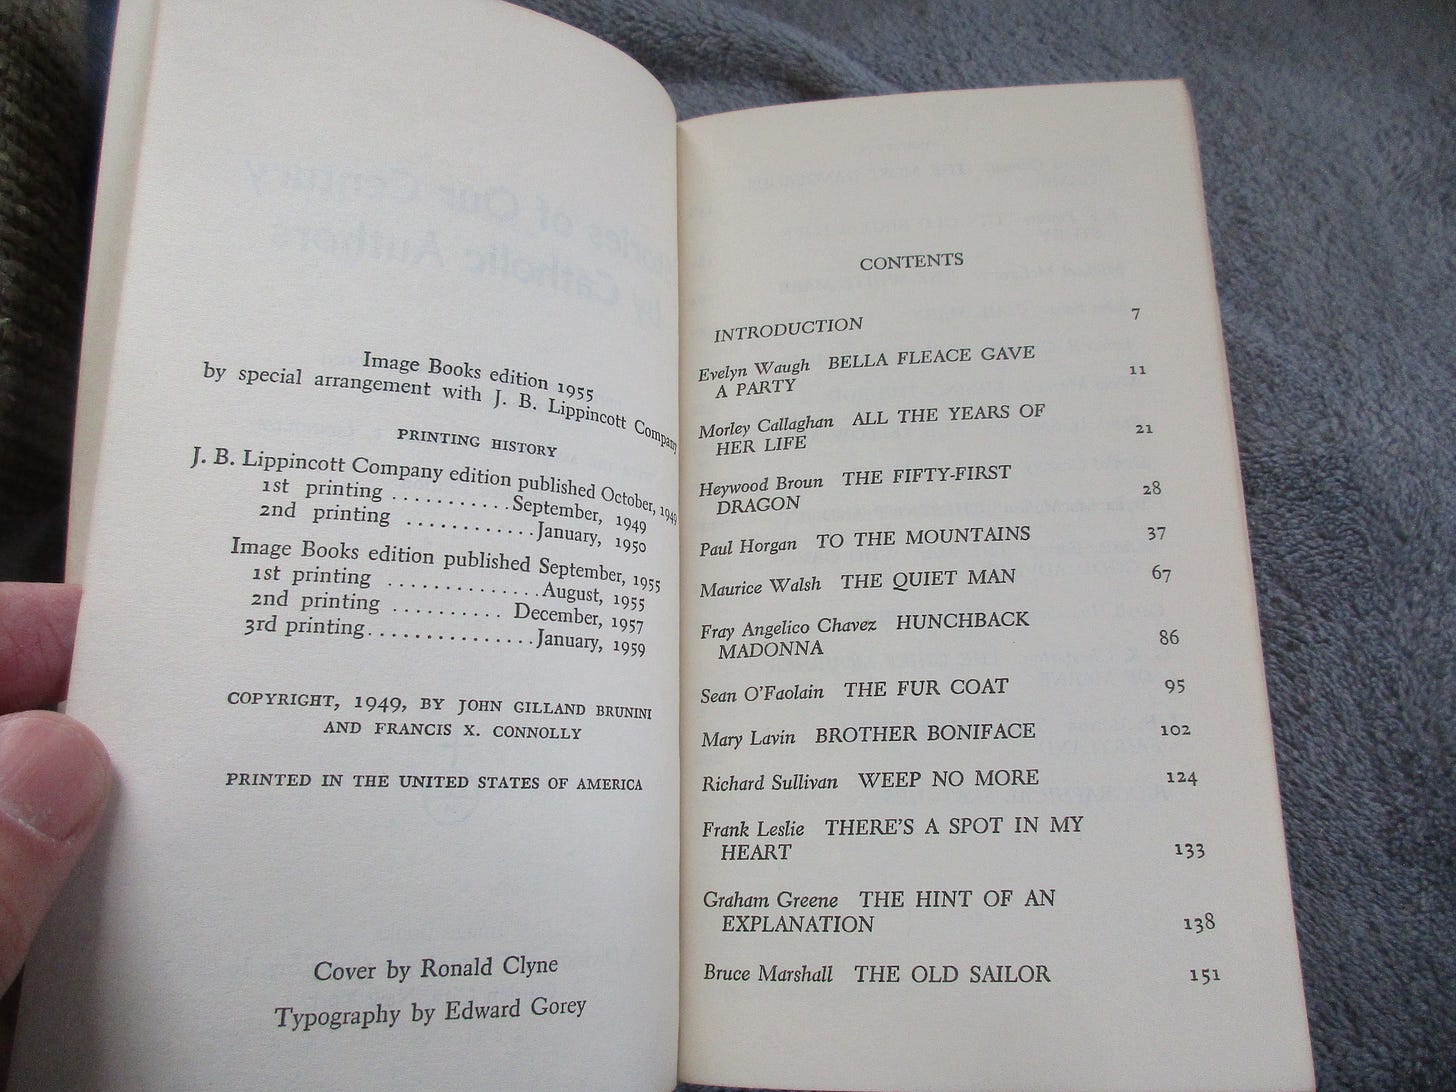 Image Books edition 1955
by special arrangement with J. B. Lippincott Company
PRINTING HISTORY
J. B. Lippincott Company edition published October, 1949
1st printing . . . . . . . . . . September, 1949
2nd printing . . . . . . . . . . . January, 1950
Image Books edition published September, 1955
1st printing . . . . . . . . . . . . August, 1955
2nd printing . . . . . . . . . . December, 1957
3rd printing . . . . . . . . . . . . . . January, 1959
COPYRIGHT, 1949, BY JOHN GILLAND BRUNINI
AND FRANCIS X. CONNOLLY
PRINTED IN THE UNITED STATES OF AMERICA
Cover by Ronald Clyne
Typography by Edward Gorey
CONTENTS
INTRODUCTION 7
Evelyn Waugh BELLA FLEACE GAVE
A PARTY 11
Morley Callaghan ALL THE YEARS OF
HER LIFE 21
Heywood Broun THE FIFTY-FIRST
DRAGON 28
Paul Horgan TO THE MOUNTAINS 37
Maurice Walsh THE QUIET MAN 67
Fray Angelico Chavez HUNCHBACK
MADONNA 86
Sean O'Faolain THE FUR COAT 95
Mary Lavin BROTHER BONIFACE 102
Richard Sullivan WEEP NO MORE 124
Frank Leslie THERE'S A SPOT IN MY
HEART 133
Graham Greene THE HINT OF AN
EXPLANATION 138
Bruce Marshall THE OLD SAILOR 151